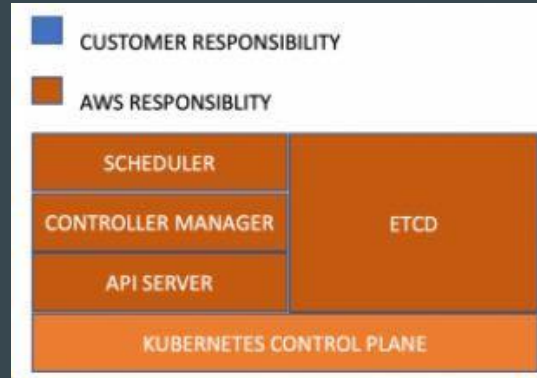 CUSTOMER RESPONSIBILITY
AWS RESPONSIBLITY
SCHEDULER
CONTROLLER MANAGER
API SERVER
ETCD
KUBERNETES CONTROL PLANE